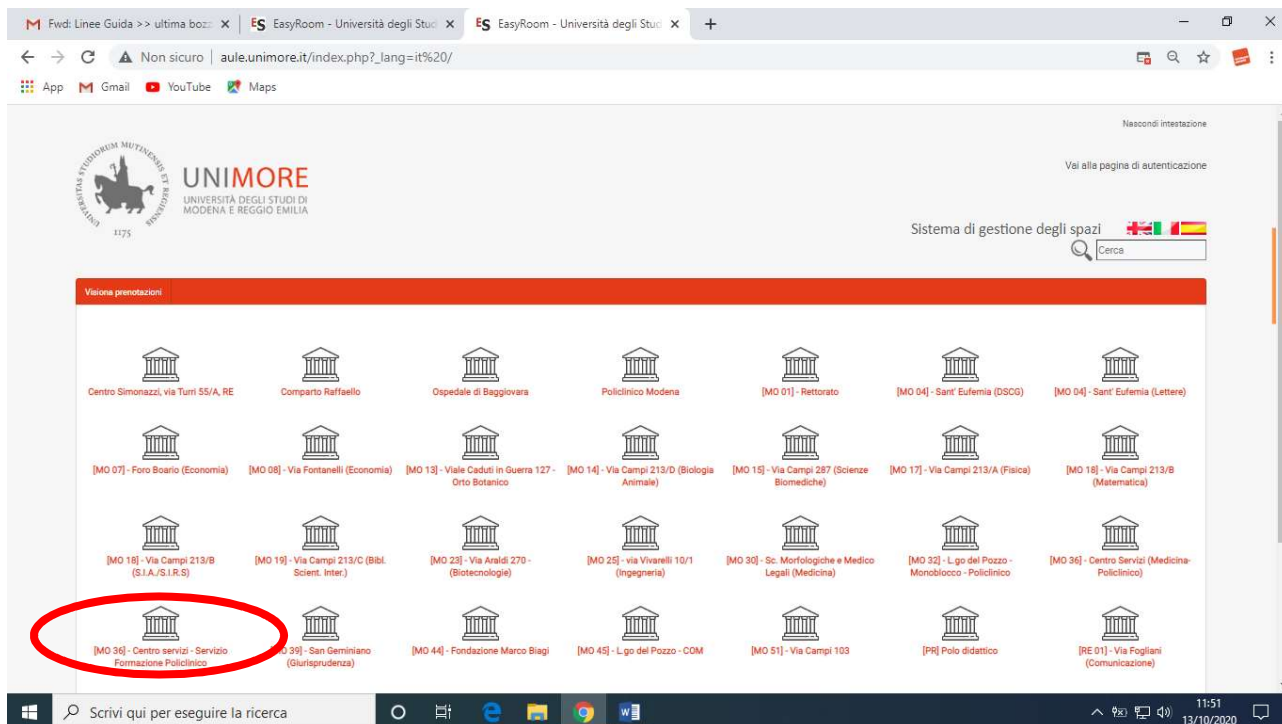 Fwd: Linee Guida >> ultima boz
EasyRoom - Università degli Stud
EasyRoom - Università degli Stud
Non sicuro | aule.unimore.it/index.php?_lang=it%20/
App Gmail YouTube Maps
Nascondi intestazione
UNIVERSITAS STUDIORUM MUTINENSIS ET REGIENSIS
1175
UNIMORE
UNIVERSITÀ DEGLI STUDI DI
MODENA E REGGIO EMILIA
Vai alla pagina di autenticazione
Sistema di gestione degli spazi
Cerca
Visiona prenotazioni
Centro Simonazzi, via Turri 55/A, RE
Comparto Raffaello
Ospedale di Baggiovara
Policlinico Modena
[MO 01] - Rettorato
[MO 04] - Sant' Eufemia (DSCG)
[MO 04] - Sant' Eufemia (Lettere)
[MO 07] - Foro Boario (Economia)
[MO 08] - Via Fontanelli (Economia)
[MO 13] - Viale Caduti in Guerra 127 -
Orto Botanico
[MO 14] - Via Campi 213/D (Biologia
Animale)
[MO 15] - Via Campi 287 (Scienze
Biomediche)
[MO 17] - Via Campi 213/A (Fisica)
[MO 18] - Via Campi 213/B
(Matematica)
[MO 18] - Via Campi 213/B
(S.I.A./S.I.R.S)
[MO 19] - Via Campi 213/C (Bibl.
Scient. Inter.)
[MO 23] - Via Araldi 270 -
(Biotecnologie)
[MO 25] - via Vivarelli 10/1
(Ingegneria)
[MO 30] - Sc. Morfologiche e Medico
Legali (Medicina)
[MO 32] - L.go del Pozzo -
Monoblocco - Policlinico
[MO 36] - Centro Servizi (Medicina-
Policlinico)
[MO 36] - Centro servizi - Servizio
Formazione Policlinico
O 39] - San Geminiano
(Giurisprudenza)
[MO 44] - Fondazione Marco Biagi
[MO 45] - L.go del Pozzo - COM
[MO 51] - Via Campi 103
[PR] Polo didattico
[RE 01] - Via Fogliani
(Comunicazione)
Scrivi qui per eseguire la ricerca
11:51
13/10/2020